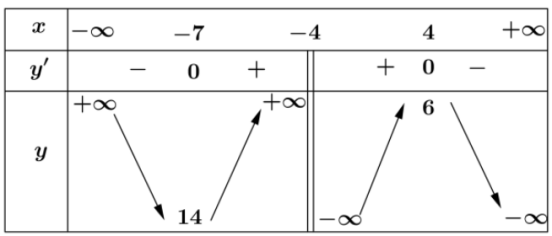 x −∞ −7 −4 4 +∞
y′ − 0 + + 0 −
+∞ +∞ 6
y
14 −∞ −∞